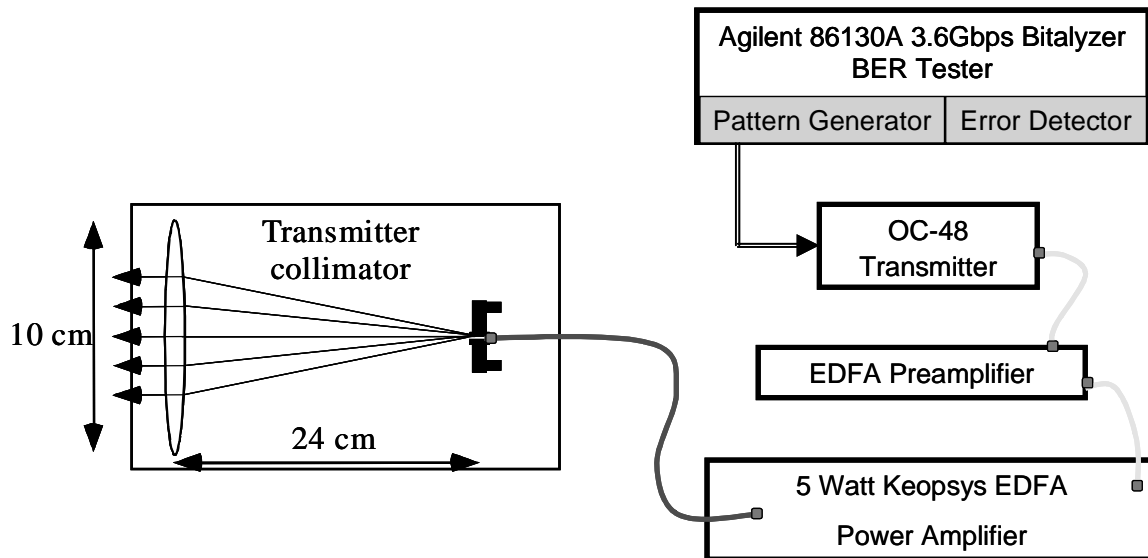 Agilent 86130A 3.6Gbps Bitalyzer
BER Tester
Pattern Generator
Error Detector
Transmitter
collimator
OC-48
Transmitter
10 cm
EDFA Preamplifier
24 cm
5 Watt Keopsys EDFA
Power Amplifier